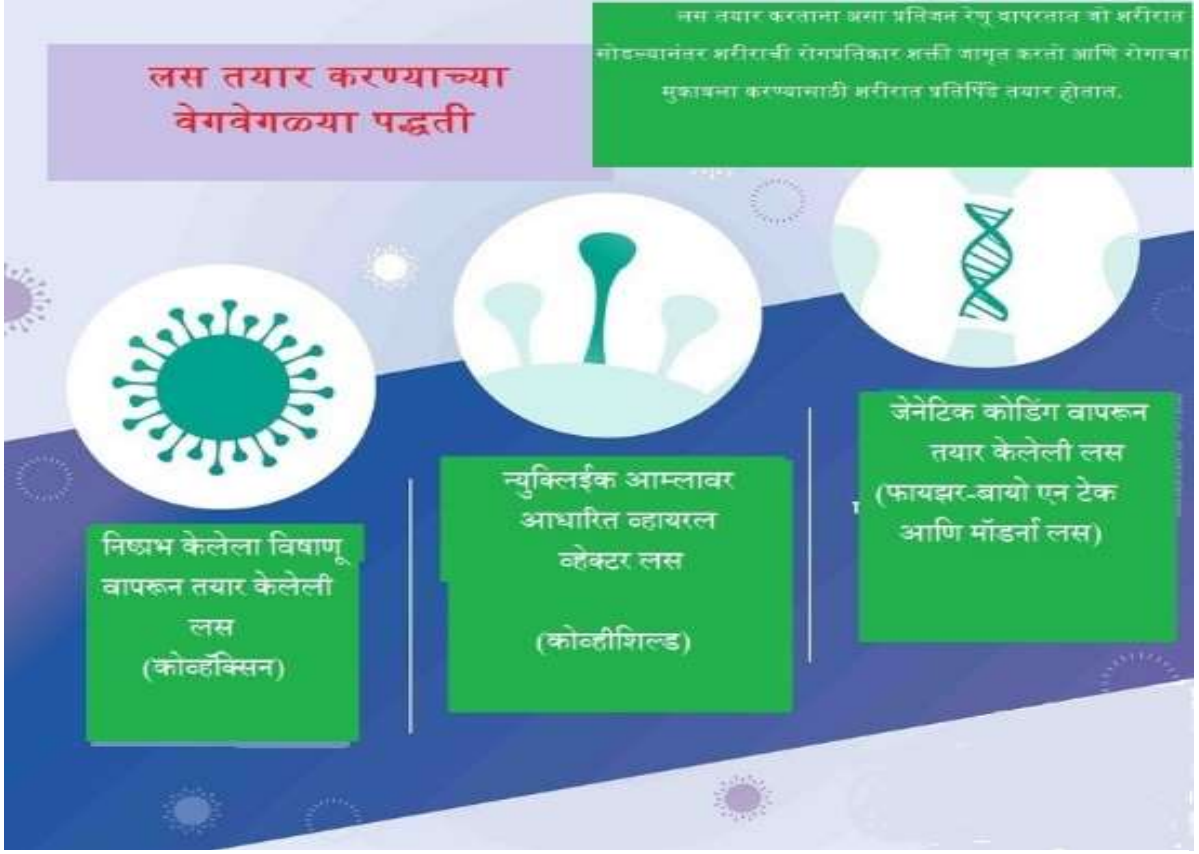 लस तयार करण्याच्या
वेगवेगळ्या पद्धती
लस तयार करताना असा प्रतिजन रेणू वापरतात जो शरीरात
सोडल्यानंतर शरीराची रोगप्रतिकार शक्ती जागृत करतो आणि रोगाचा
मुकाबला करण्यासाठी शरीरात प्रतिपिंडे तयार होतात.
निष्प्रभ केलेला विषाणू
वापरून तयार केलेली
लस
(कोव्हॅक्सिन)
न्युक्लिईक आम्लावर
आधारित व्हायरल
व्हेक्टर लस
(कोव्हीशिल्ड)
जेनेटिक कोडिंग वापरून
तयार केलेली लस
(फायझर-बायो एन टेक
आणि मॉडर्ना लस)